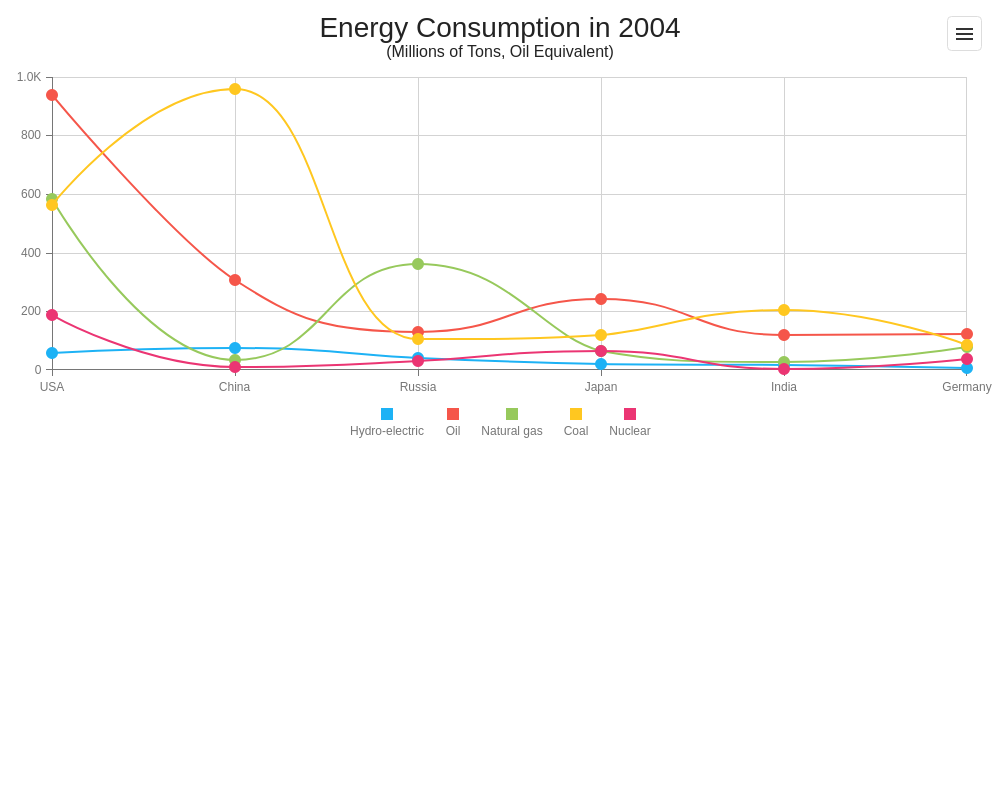 Energy Consumption in 2004
(Millions of Tons, Oil Equivalent)
1.0K
800
600
400
200
0
USA China Russia Japan India Germany
Hydro-electric Oil Natural gas Coal Nuclear